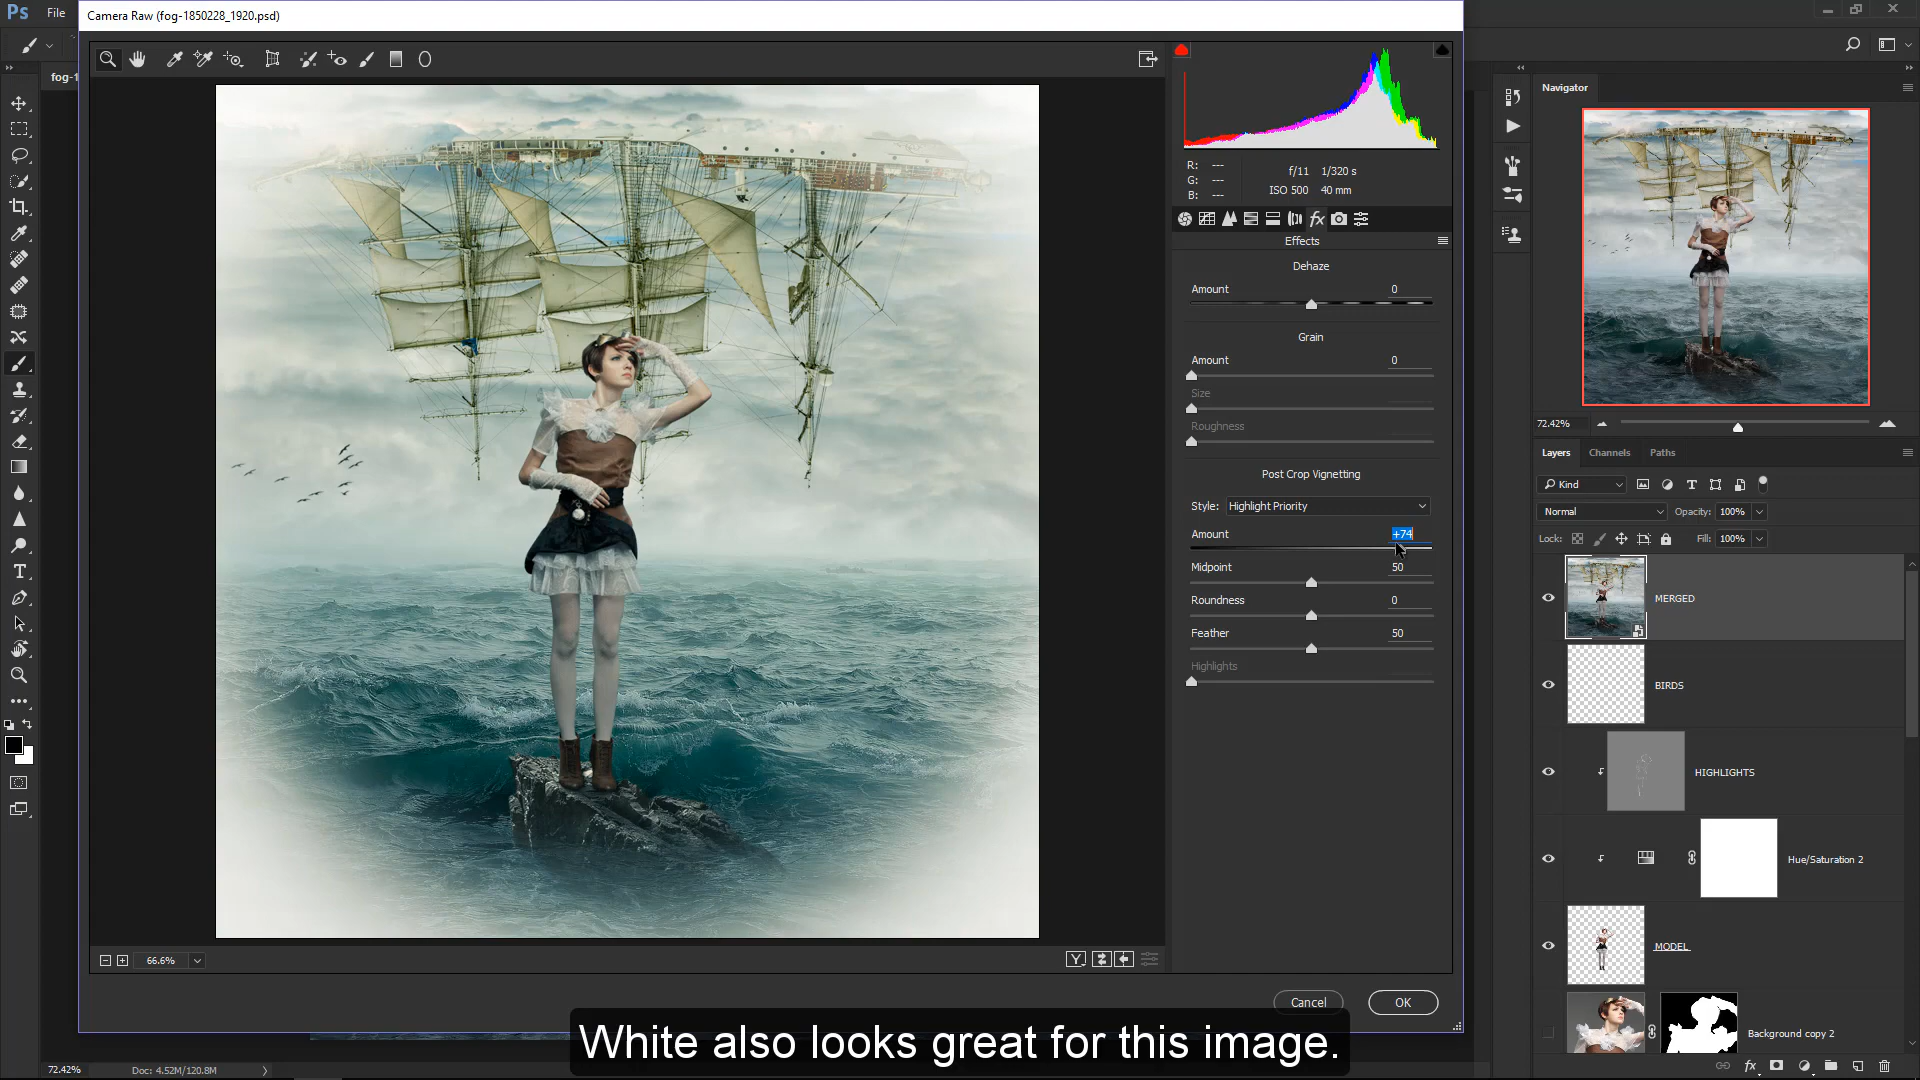 Ps File
Camera Raw (fog-1850228_1920.psd)
fog-1
R: ---
G: ---
B: ---
f/11 1/320 s
ISO 500 40 mm
fx
Effects
Dehaze
Amount 0
Grain
Amount 0
Size
Roughness
Post Crop Vignetting
Style: Highlight Priority
Amount +74
Midpoint 50
Roundness 0
Feather 50
Highlights
66.6%
Y
Cancel OK
Navigator
72.42%
Layers Channels Paths
Kind
Normal Opacity: 100%
Lock: Fill: 100%
MERGED
BIRDS
HIGHLIGHTS
Hue/Saturation 2
MODEL
Background copy 2
fx
72.42% Doc: 4.52M/120.8M
White also looks great for this image.